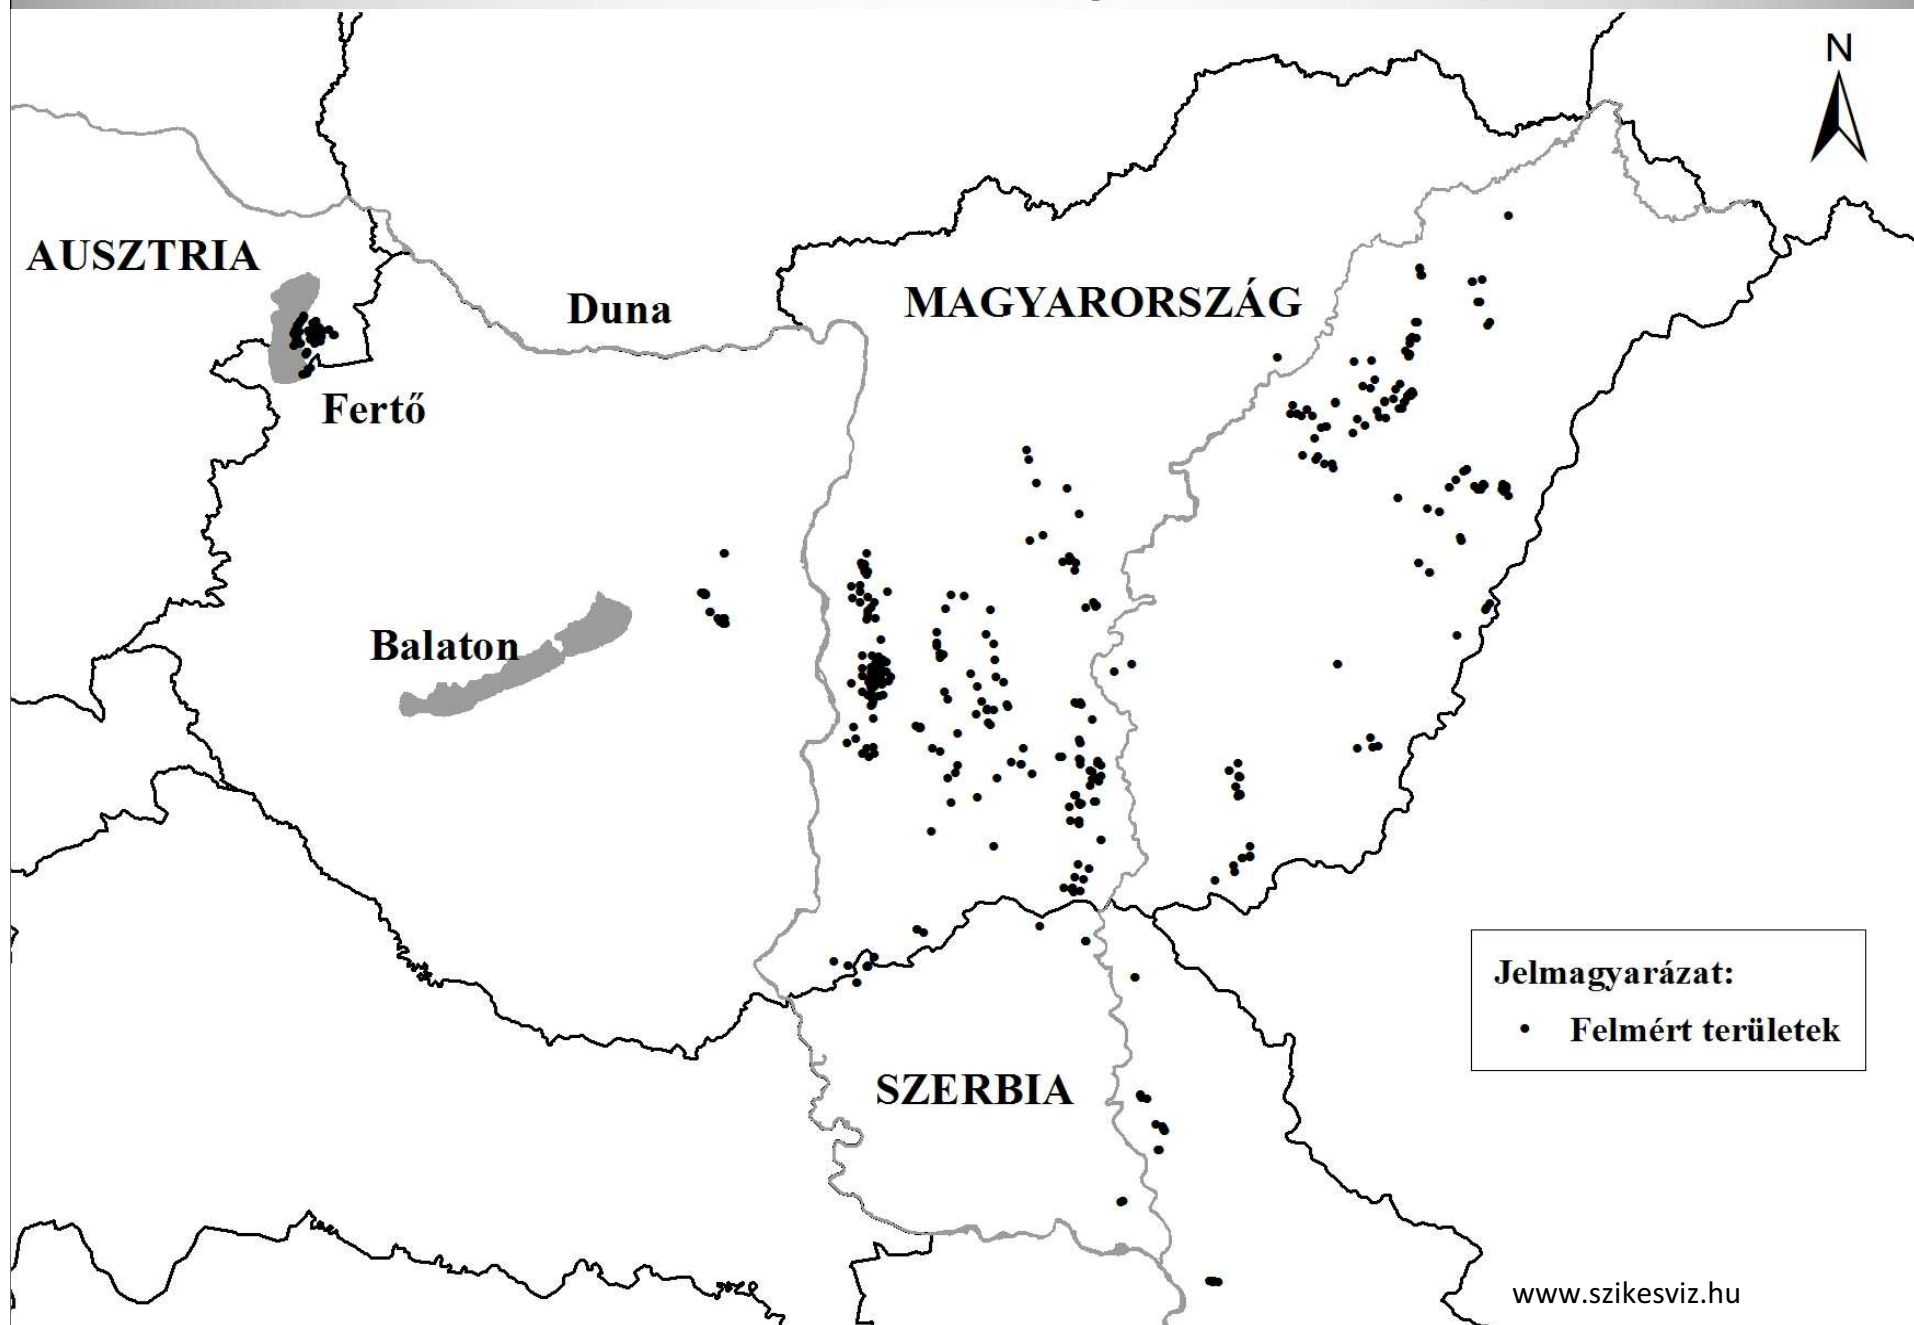 N
AUSZTRIA
Duna
MAGYARORSZÁG
Fertő
Balaton
Jelmagyarázat:
• Felmért területek
SZERBIA
www.szikesviz.hu